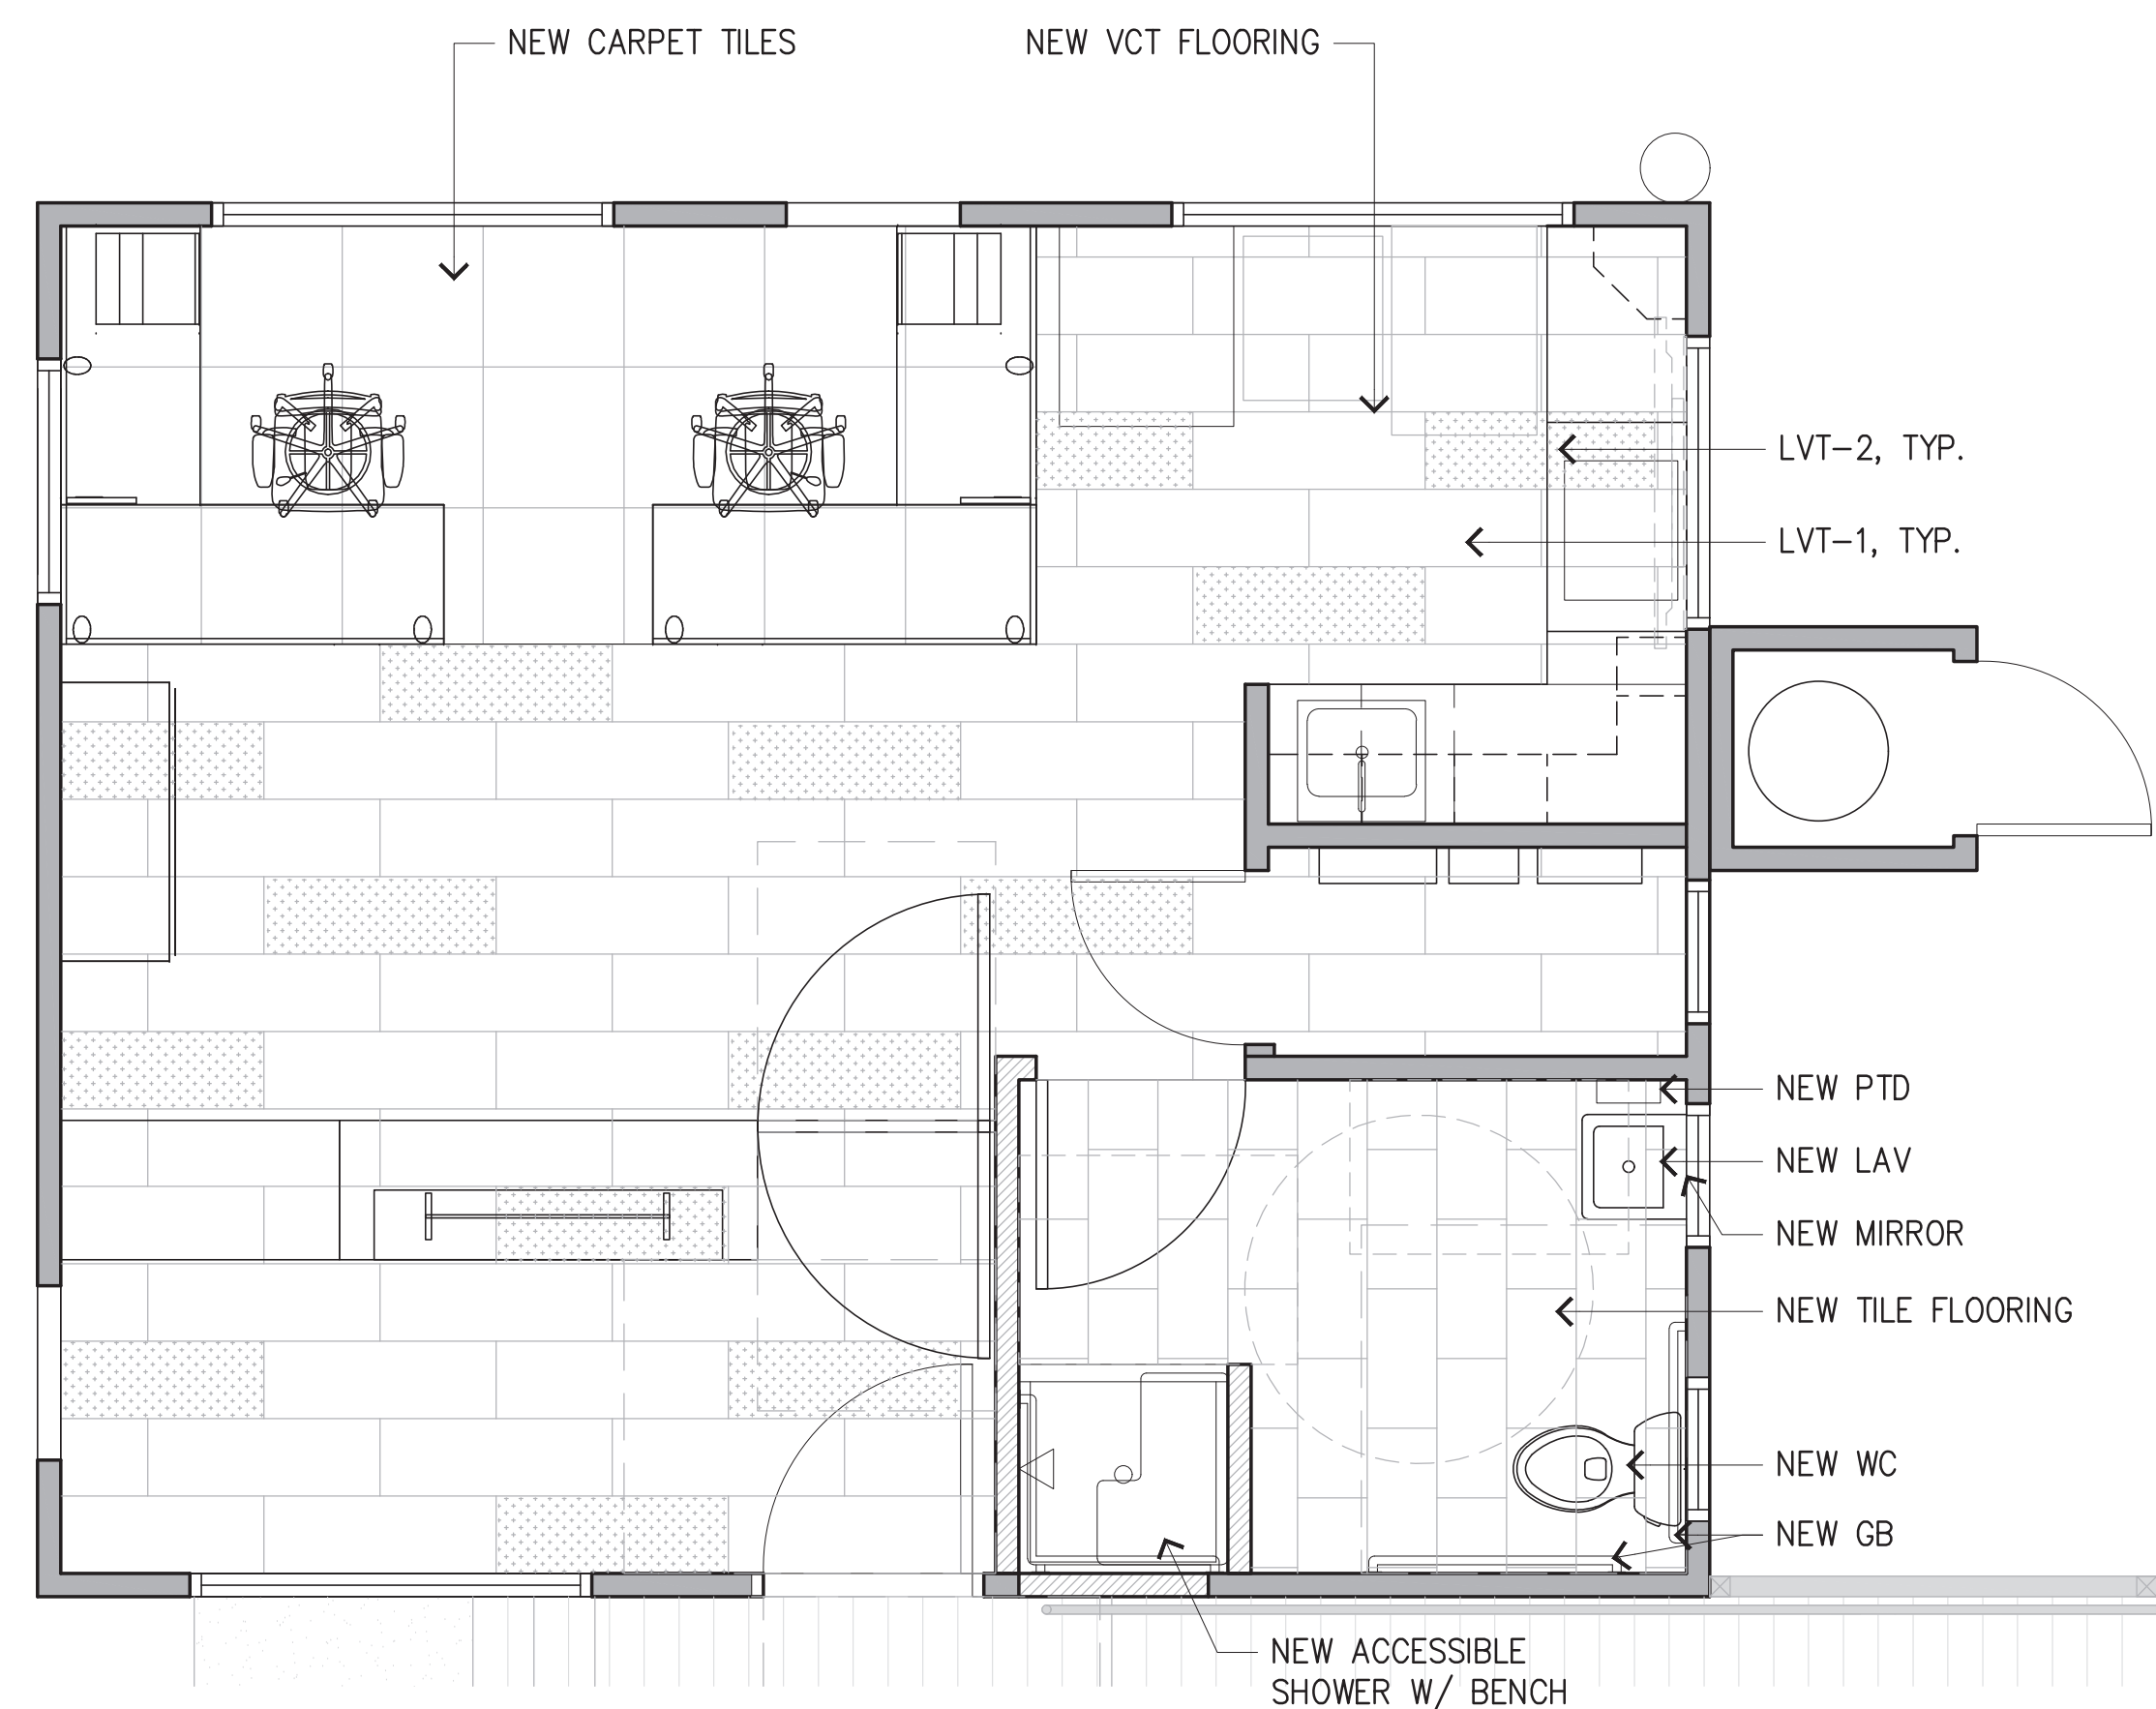 NEW CARPET TILES
NEW VCT FLOORING
LVT-2, TYP.
LVT-1, TYP.
NEW PTD
NEW LAV
NEW MIRROR
NEW TILE FLOORING
NEW WC
NEW GB
NEW ACCESSIBLE
SHOWER W/ BENCH